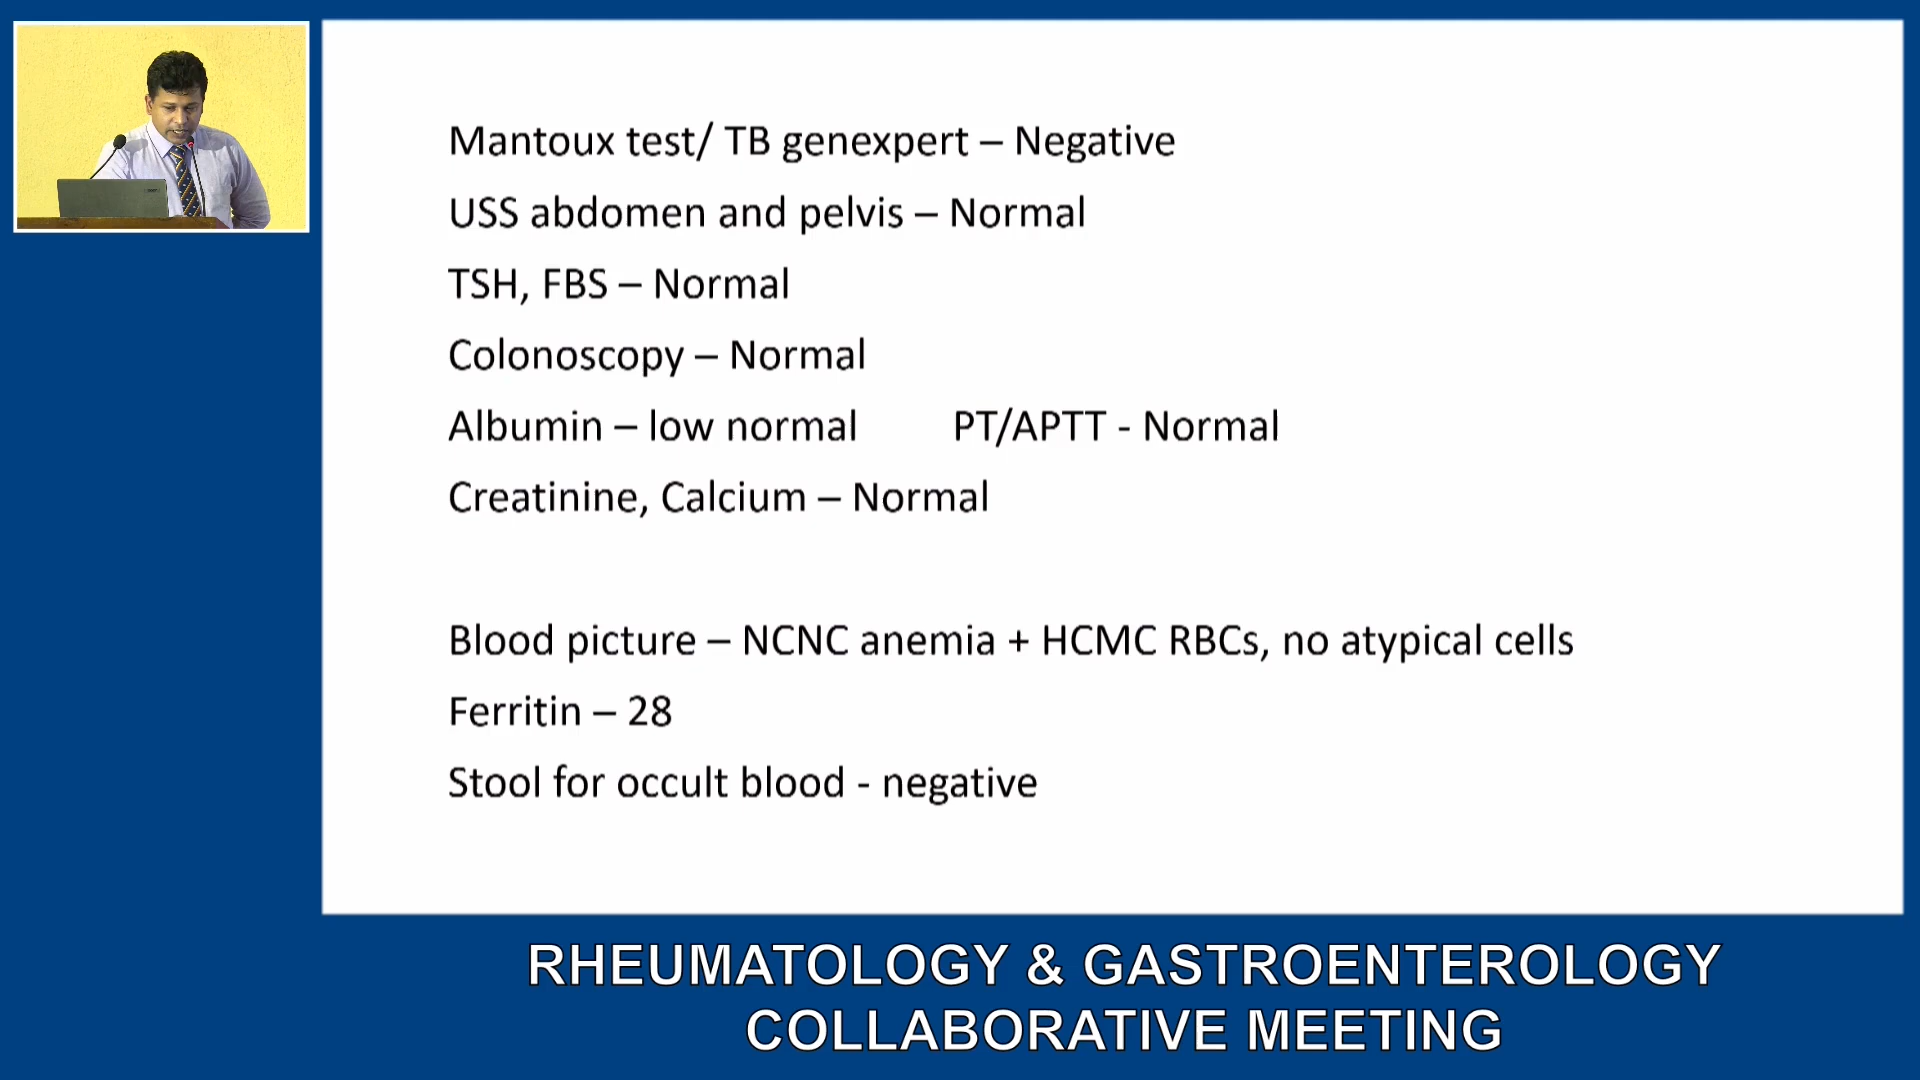 Mantoux test/ TB genexpert – Negative
USS abdomen and pelvis – Normal
TSH, FBS – Normal
Colonoscopy – Normal
Albumin – low normal PT/APTT - Normal
Creatinine, Calcium – Normal
Blood picture – NCNC anemia + HCMC RBCs, no atypical cells
Ferritin – 28
Stool for occult blood - negative
RHEUMATOLOGY & GASTROENTEROLOGY
COLLABORATIVE MEETING